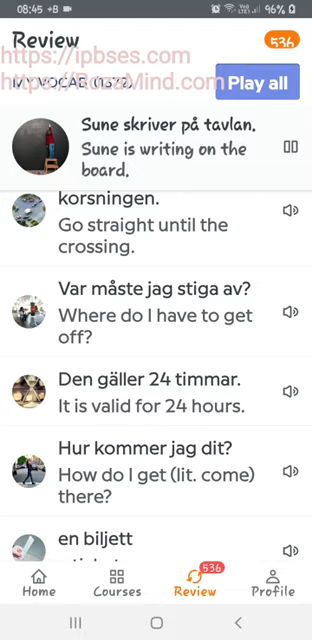 08:45 +B
96%
Review
536
https://ipbses.com
https://RosaMind.com
MY VOCAB
Play all
Sune skriver på tavlan.
Sune is writing on the
board.
korsningen.
Go straight until the
crossing.
Var måste jag stiga av?
Where do I have to get
off?
Den gäller 24 timmar.
It is valid for 24 hours.
Hur kommer jag dit?
How do I get (lit. come)
there?
en biljett
536
Home Courses Review Profile